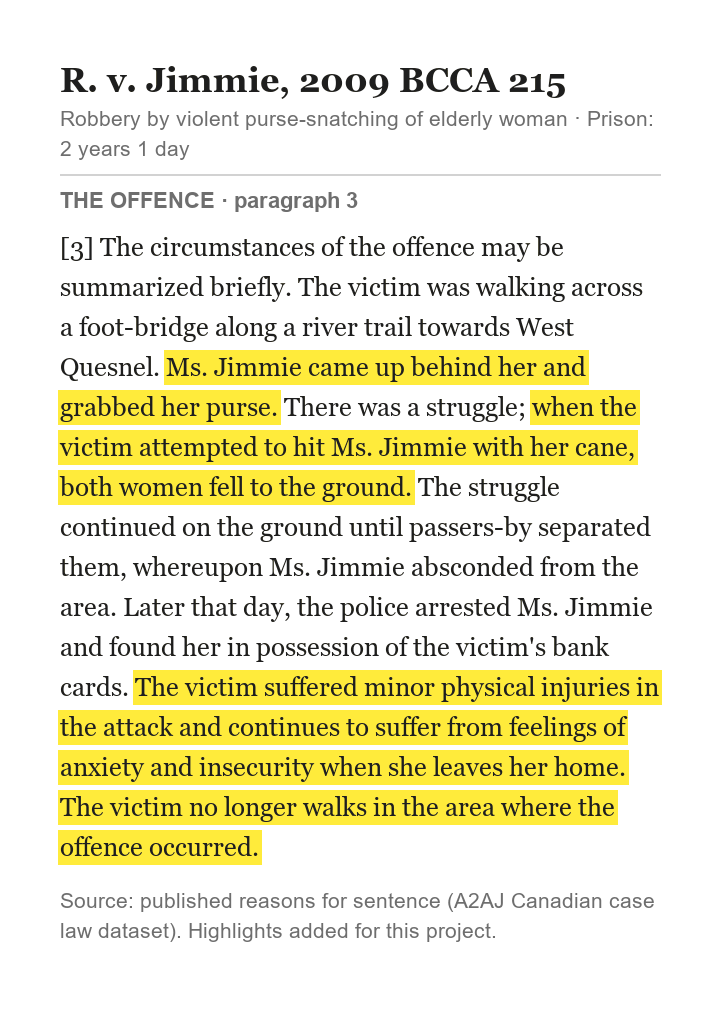 R. v. Jimmie, 2009 BCCA 215
Robbery by violent purse-snatching of elderly woman · Prison:
2 years 1 day
THE OFFENCE · paragraph 3
[3] The circumstances of the offence may be
summarized briefly. The victim was walking across
a foot-bridge along a river trail towards West
Quesnel. Ms. Jimmie came up behind her and
grabbed her purse. There was a struggle; when the
victim attempted to hit Ms. Jimmie with her cane,
both women fell to the ground. The struggle
continued on the ground until passers-by separated
them, whereupon Ms. Jimmie absconded from the
area. Later that day, the police arrested Ms. Jimmie
and found her in possession of the victim's bank
cards. The victim suffered minor physical injuries in
the attack and continues to suffer from feelings of
anxiety and insecurity when she leaves her home.
The victim no longer walks in the area where the
offence occurred.
Source: published reasons for sentence (A2AJ Canadian case
law dataset). Highlights added for this project.